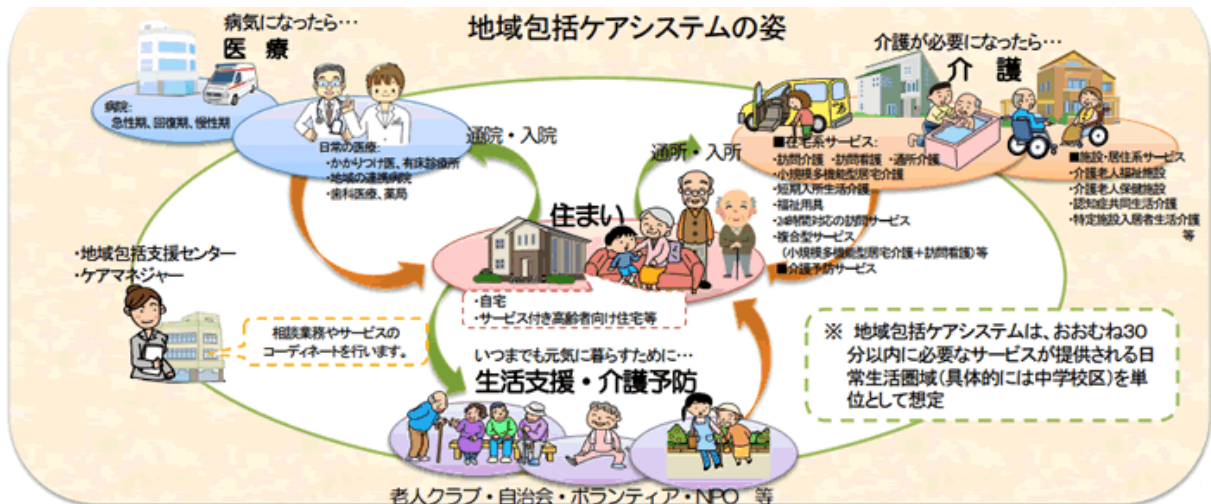 地域包括ケアシステムの姿
病気になったら…
医 療
病院:
急性期、回復期、慢性期
日常の医療:
・かかりつけ医、有床診療所
・地域の連携病院
・歯科医療、薬局
通院・入院
通所・入所
介護が必要になったら…
介 護
■在宅系サービス:
・訪問介護 ・訪問看護 ・通所介護
・小規模多機能型居宅介護
・短期入所生活介護
・福祉用具
・24時間対応の訪問サービス
・複合型サービス
(小規模多機能型居宅介護+訪問看護)等
■介護予防サービス
■施設・居住系サービス
・介護老人福祉施設
・介護老人保健施設
・認知症共同生活介護
・特定施設入居者生活介護
等
住まい
・自宅
・サービス付き高齢者向け住宅等
・地域包括支援センター
・ケアマネジャー
相談業務やサービスの
コーディネートを行います。
いつまでも元気に暮らすために…
生活支援・介護予防
老人クラブ・自治会・ボランティア・NPO 等
※ 地域包括ケアシステムは、おおむね30
分以内に必要なサービスが提供される日
常生活圏域(具体的には中学校区)を単
位として想定